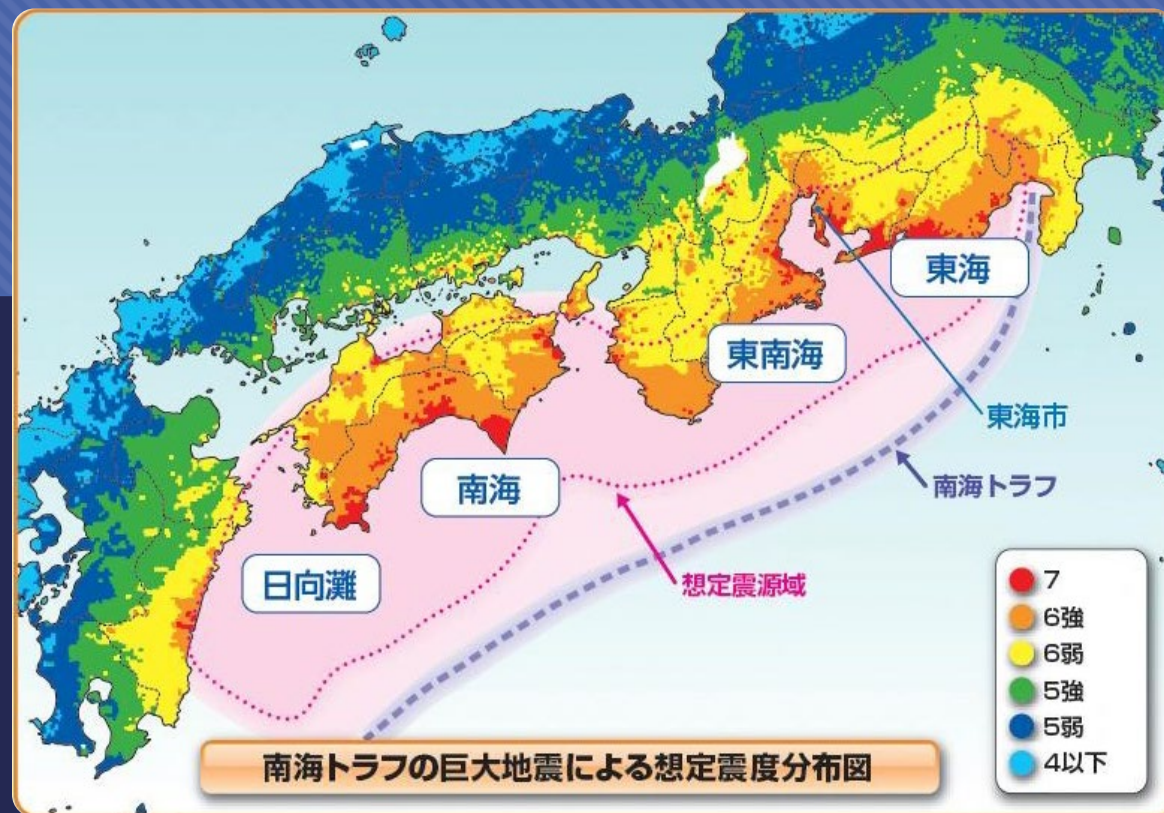 東海
東南海
東海市
南海トラフ
南海
想定震源域
日向灘
7
6強
6弱
5強
5弱
4以下
南海トラフの巨大地震による想定震度分布図